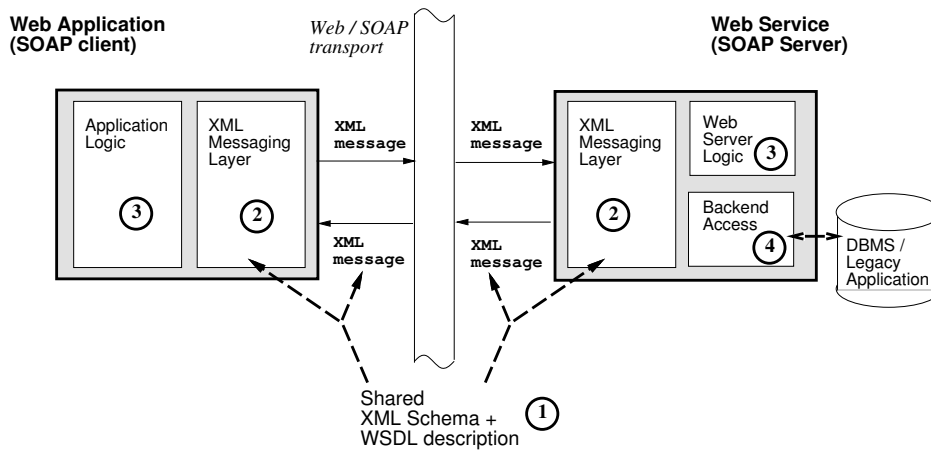 Web Application
(SOAP client)
Web / SOAP
transport
Web Service
(SOAP Server)
Application
Logic
3
XML
Messaging
Layer
2
XML
message
XML
message
XML
message
XML
message
XML
Messaging
Layer
2
Web
Server
Logic
3
Backend
Access
4
DBMS /
Legacy
Application
Shared
XML Schema +
WSDL description
1